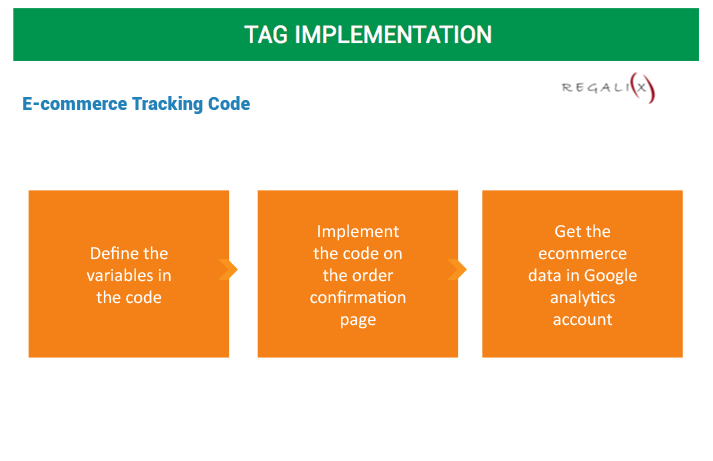 TAG IMPLEMENTATION
REGALI(X)
E-commerce Tracking Code
Define the
variables in
the code
Implement
the code on
the order
confirmation
page
Get the
ecommerce
data in Google
analytics
account